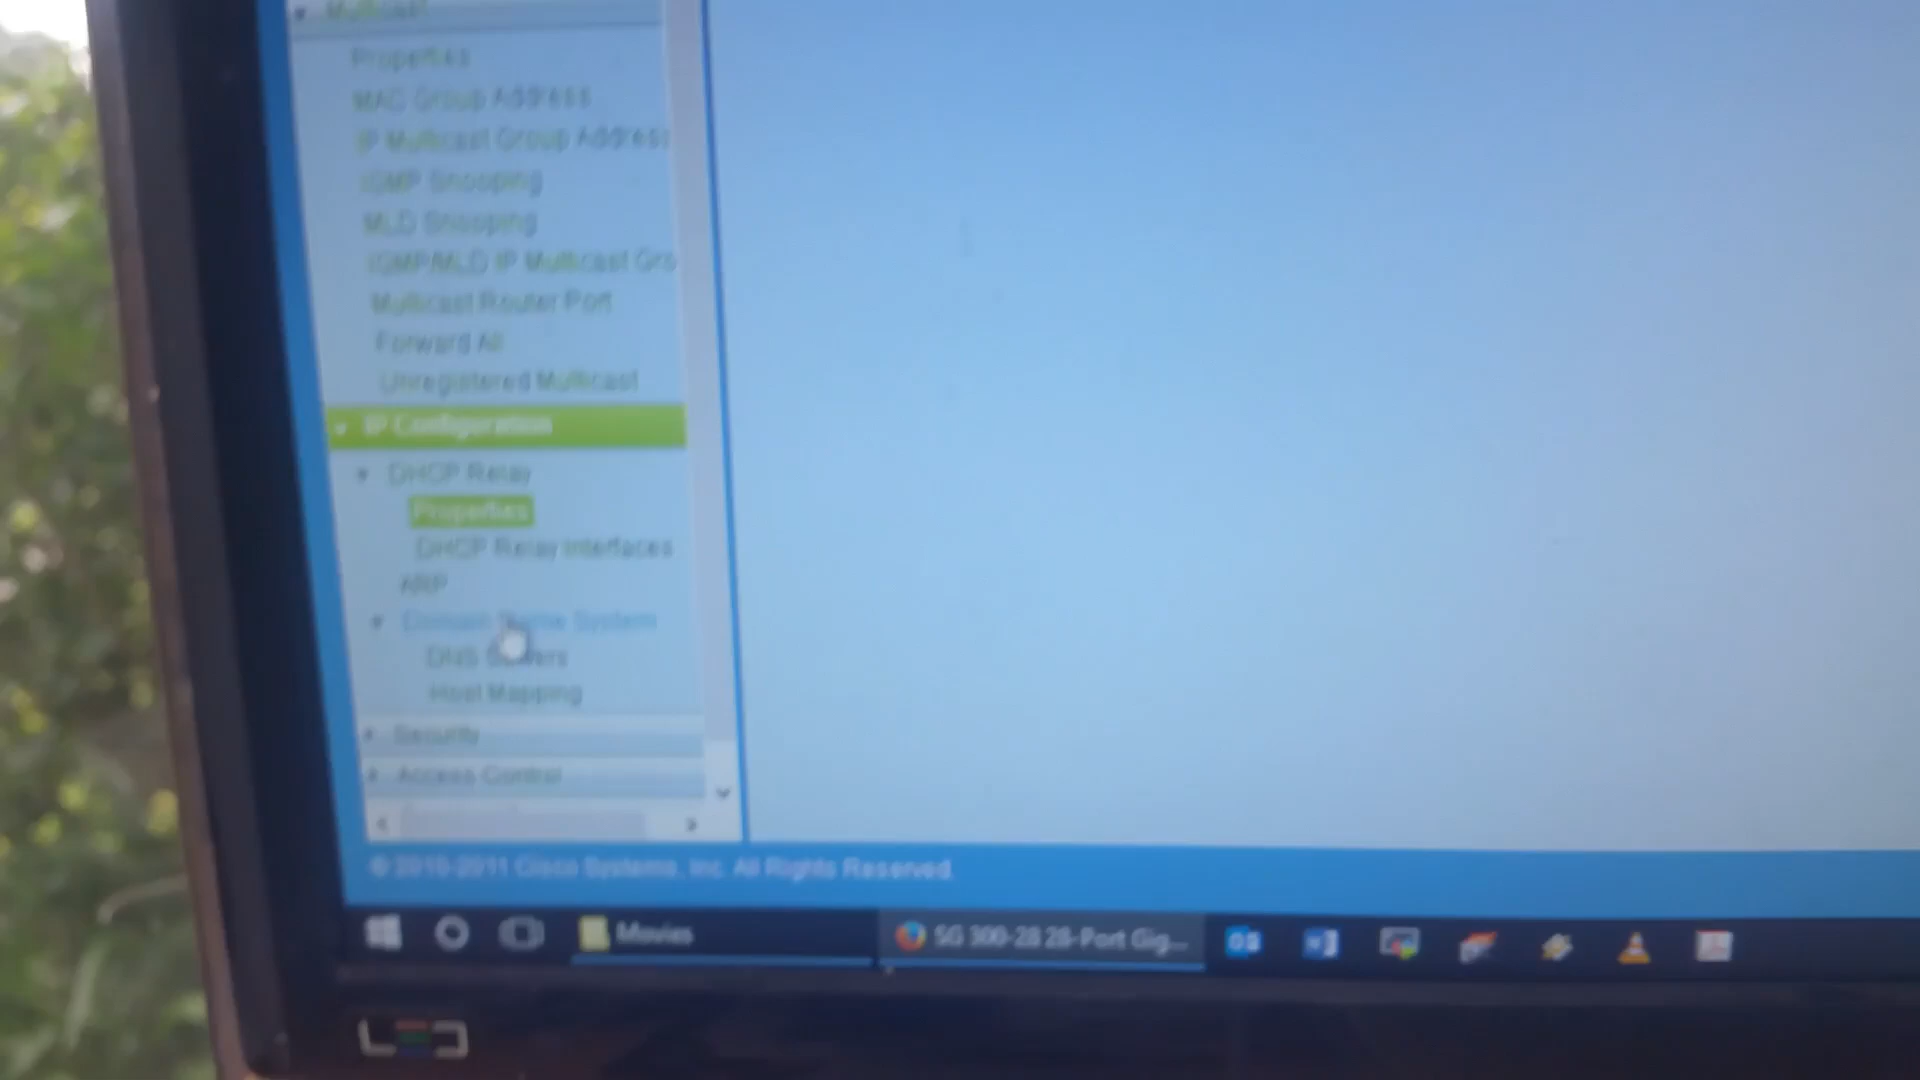 Multicast
Properties
MAC Group Address
IP Multicast Group Address
IGMP Snooping
MLD Snooping
IGMP/MLD IP Multicast Gro
Multicast Router Port
Forward All
Unregistered Multicast
IP Configuration
DHCP Relay
Properties
DHCP Relay Interfaces
ARP
Domain Name System
DNS Servers
Host Mapping
Security
Access Control
© 2010-2011 Cisco Systems, Inc. All Rights Reserved.
Movies
SG 300-28 28-Port Gig...